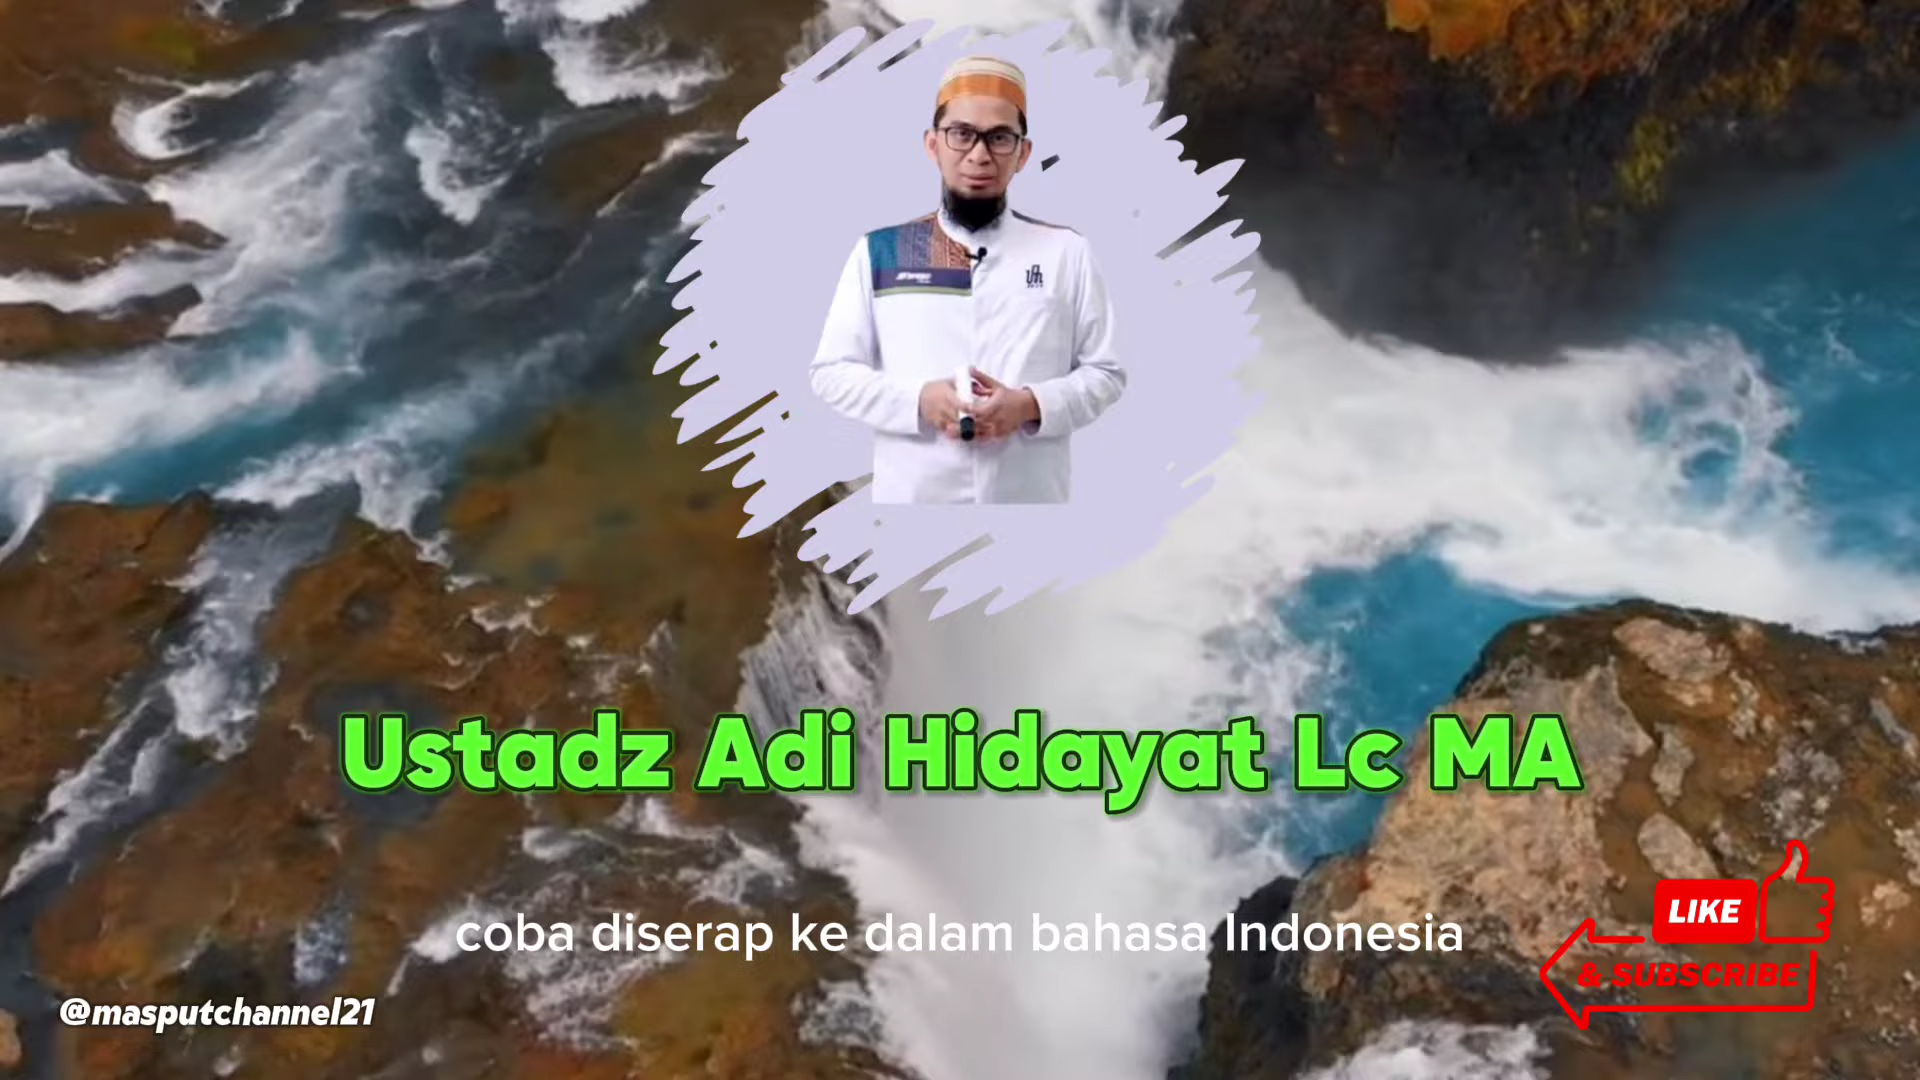 Ustadz Adi Hidayat Lc MA
coba diserap ke dalam bahasa Indonesia
LIKE
& SUBSCRIBE
@masputchannel21